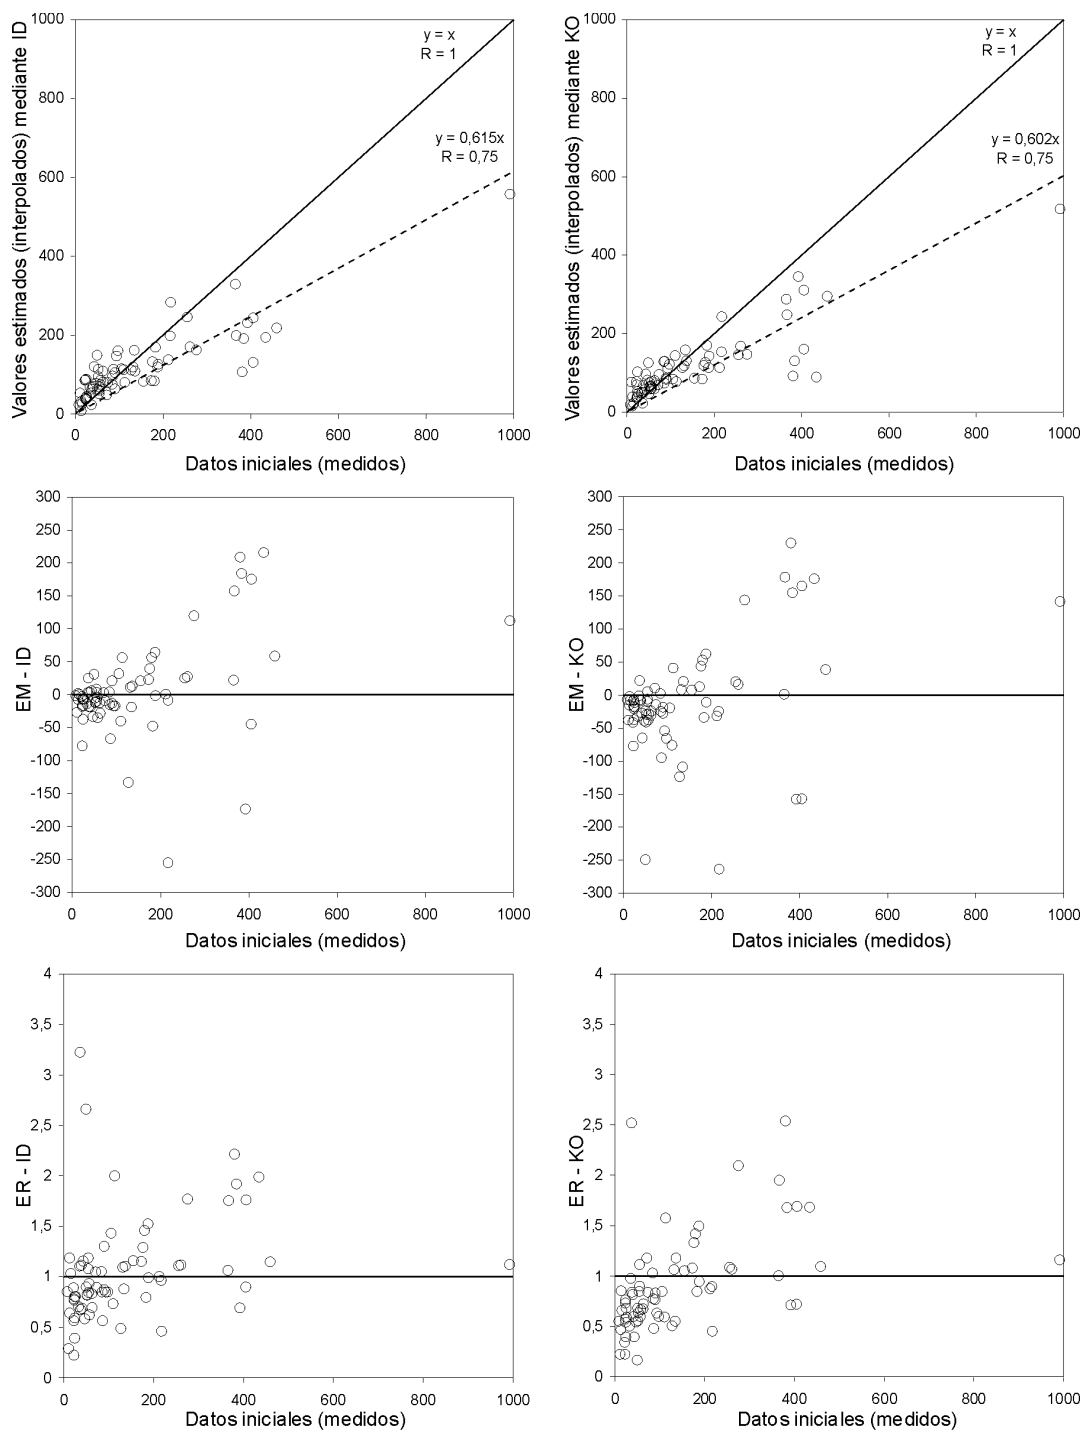 Valores estimados (interpolados) mediante ID
1000
800
600
400
200
0
y = x
R = 1
y = 0,615x
R = 0,75
0 200 400 600 800 1000
Datos iniciales (medidos)
Valores estimados (interpolados) mediante KO
1000
800
600
400
200
0
y = x
R = 1
y = 0,602x
R = 0,75
0 200 400 600 800 1000
Datos iniciales (medidos)
EM - ID
300
250
200
150
100
50
0
-50
-100
-150
-200
-250
-300
0 200 400 600 800 1000
Datos iniciales (medidos)
EM - KO
300
250
200
150
100
50
0
-50
-100
-150
-200
-250
-300
0 200 400 600 800 1000
Datos iniciales (medidos)
ER - ID
4
3,5
3
2,5
2
1,5
1
0,5
0
0 200 400 600 800 1000
Datos iniciales (medidos)
ER - KO
4
3,5
3
2,5
2
1,5
1
0,5
0
0 200 400 600 800 1000
Datos iniciales (medidos)